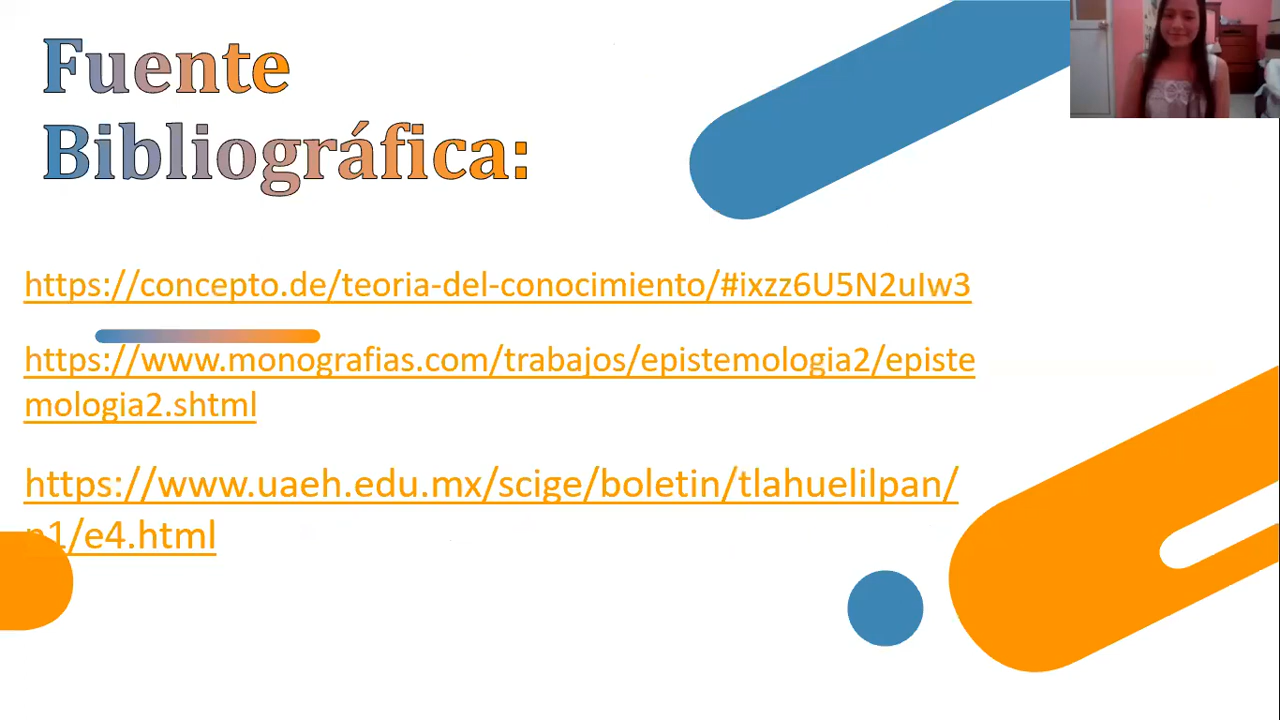 Fuente
Bibliográfica:
https://concepto.de/teoria-del-conocimiento/#ixzz6U5N2uIw3
https://www.monografias.com/trabajos/epistemologia2/episte
mologia2.shtml
https://www.uaeh.edu.mx/scige/boletin/tlahuelilpan/
n1/e4.html